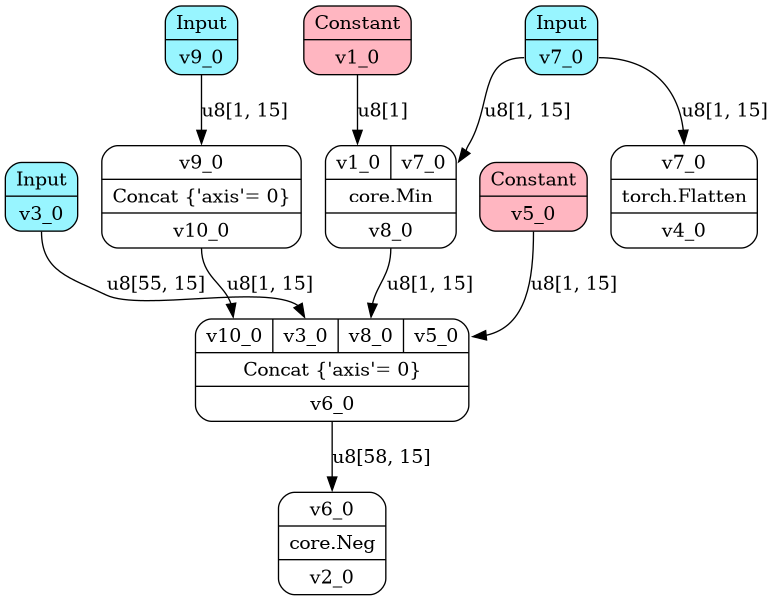 Input
v9_0
Constant
v1_0
Input
v7_0
u8[1, 15]
u8[1]
u8[1, 15]
u8[1, 15]
Input
v3_0
v9_0
Concat {'axis'= 0}
v10_0
v1_0 v7_0
core.Min
v8_0
Constant
v5_0
v7_0
torch.Flatten
v4_0
u8[55, 15]
u8[1, 15]
u8[1, 15]
u8[1, 15]
v10_0 v3_0 v8_0 v5_0
Concat {'axis'= 0}
v6_0
u8[58, 15]
v6_0
core.Neg
v2_0